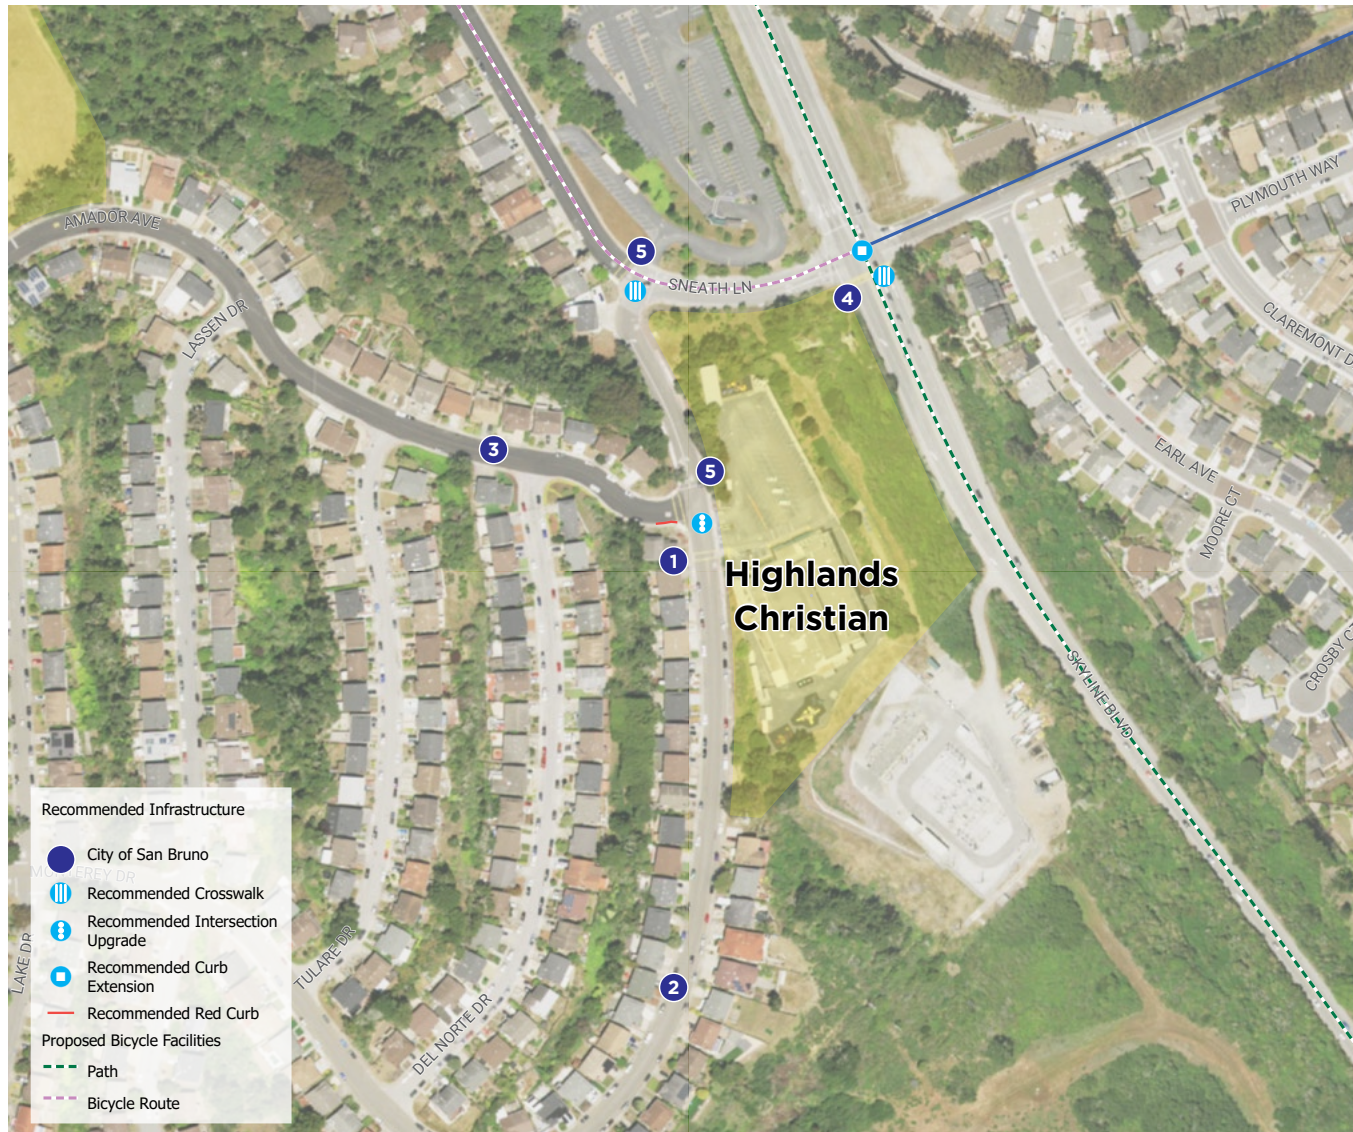 AMADOR AVE
LASSEN DR
5
SNEATH LN
4
PLYMOUTH WAY
CLAREMONT D
3
5
EARL AVE
MOORE CT
1
Highlands
Christian
SKYLINE BLVD
CROSBY CT
2
TULARE DR
DEL NORTE DR
LAKE DR
Recommended Infrastructure
City of San Bruno
Recommended Crosswalk
Recommended Intersection
Upgrade
Recommended Curb
Extension
Recommended Red Curb
Proposed Bicycle Facilities
Path
Bicycle Route